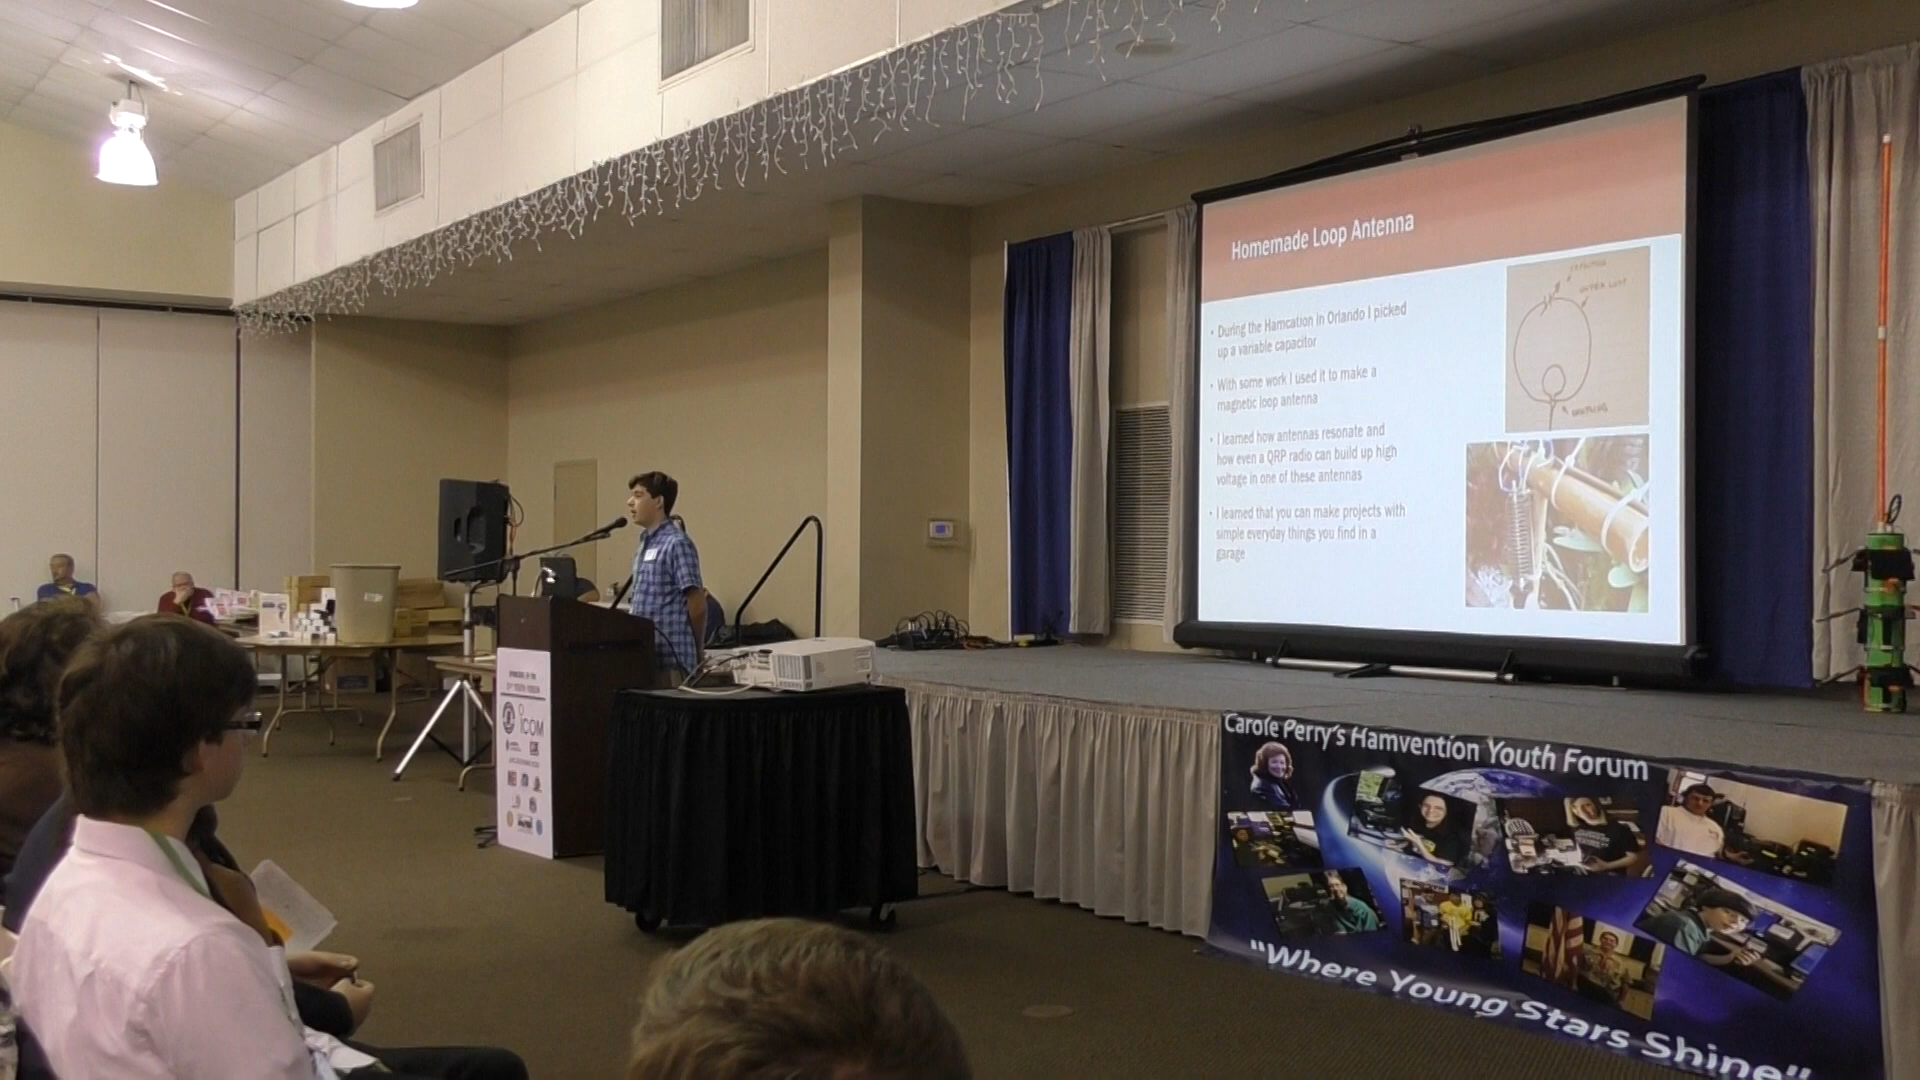 Homemade Loop Antenna
• During the Hamcation in Orlando I picked
up a variable capacitor
• With some work I used it to make a
magnetic loop antenna
• I learned how antennas resonate and
how even a QRP radio can build up high
voltage in one of these antennas
• I learned that you can make projects with
simple everyday things you find in a
garage
OUTER LOOP
ICOM
Carole Perry's Hamvention Youth Forum
"Where Young Stars Shine"